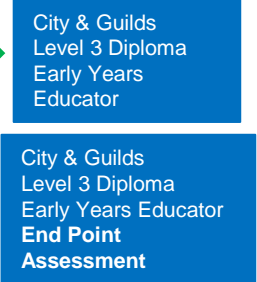 City & Guilds
Level 3 Diploma
Early Years
Educator
City & Guilds
Level 3 Diploma
Early Years Educator
End Point
Assessment